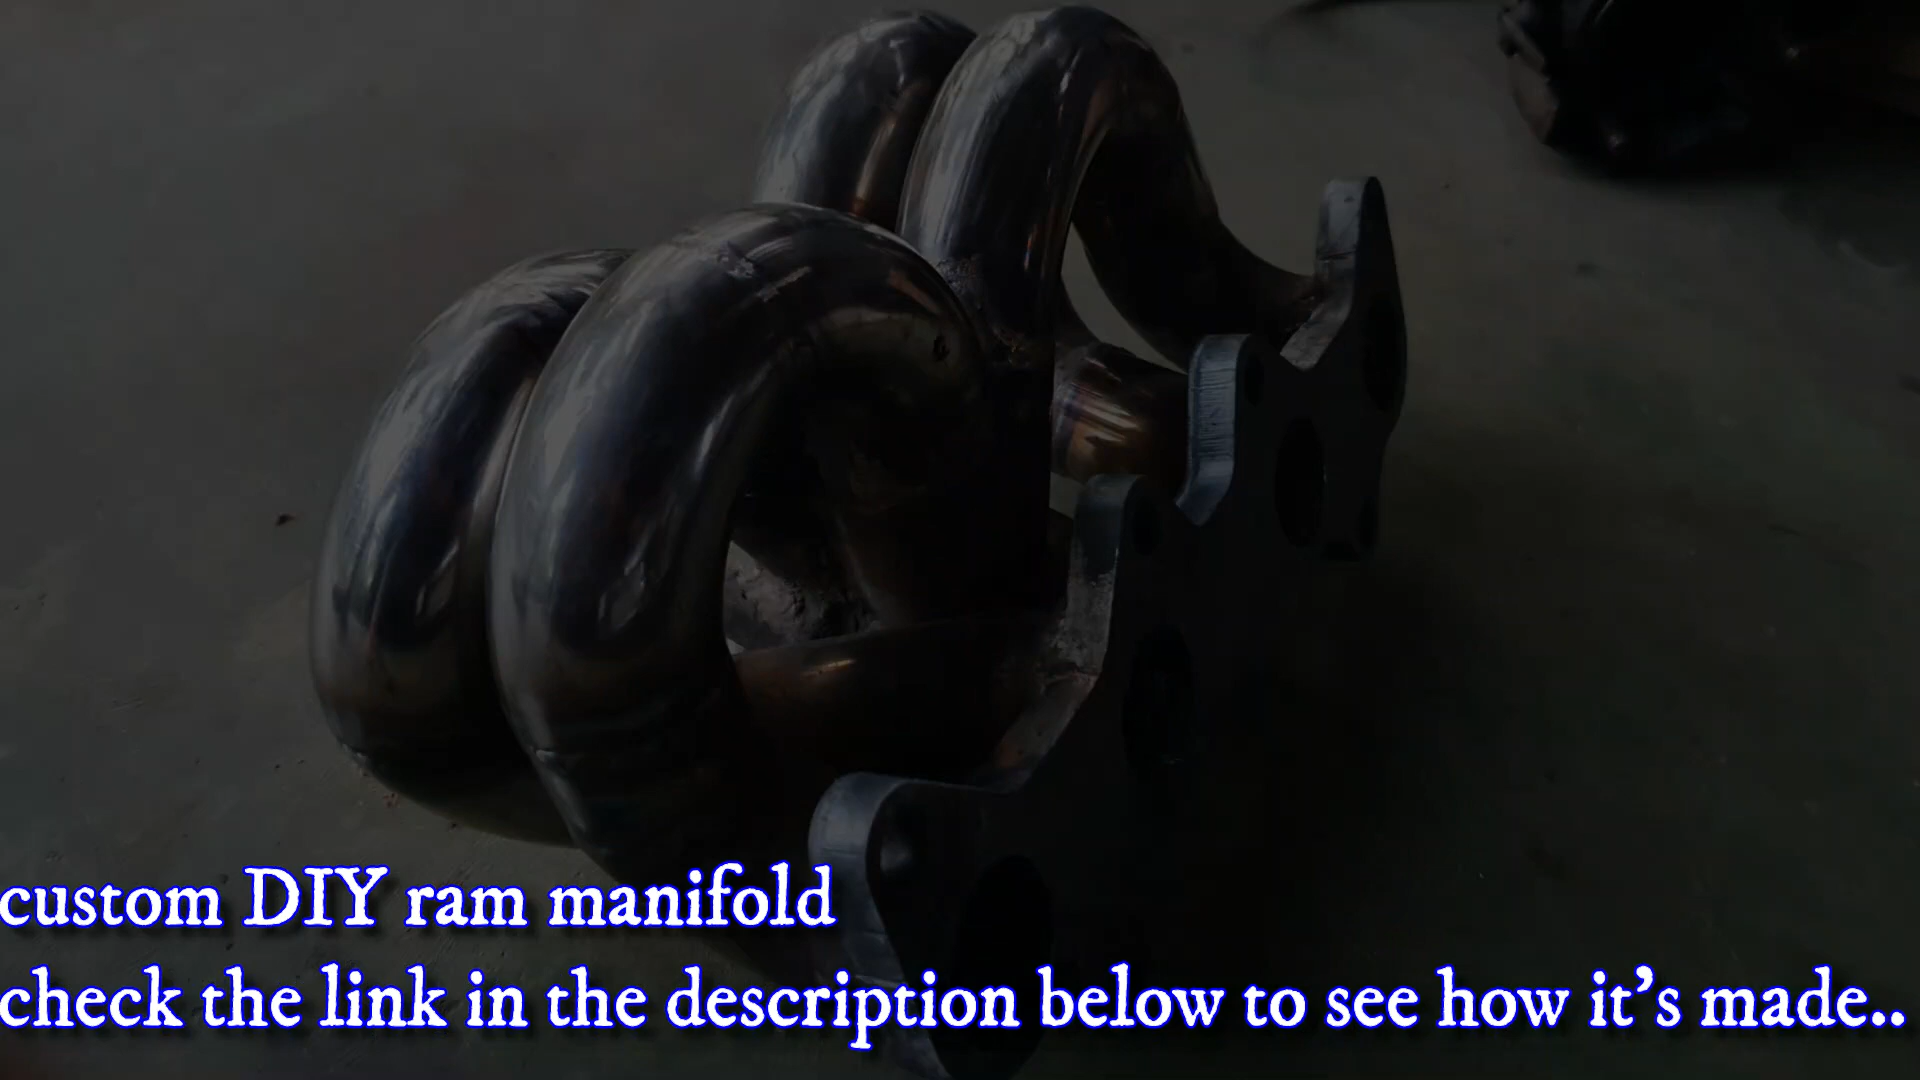 custom DIY ram manifold
check the link in the description below to see how it's made..